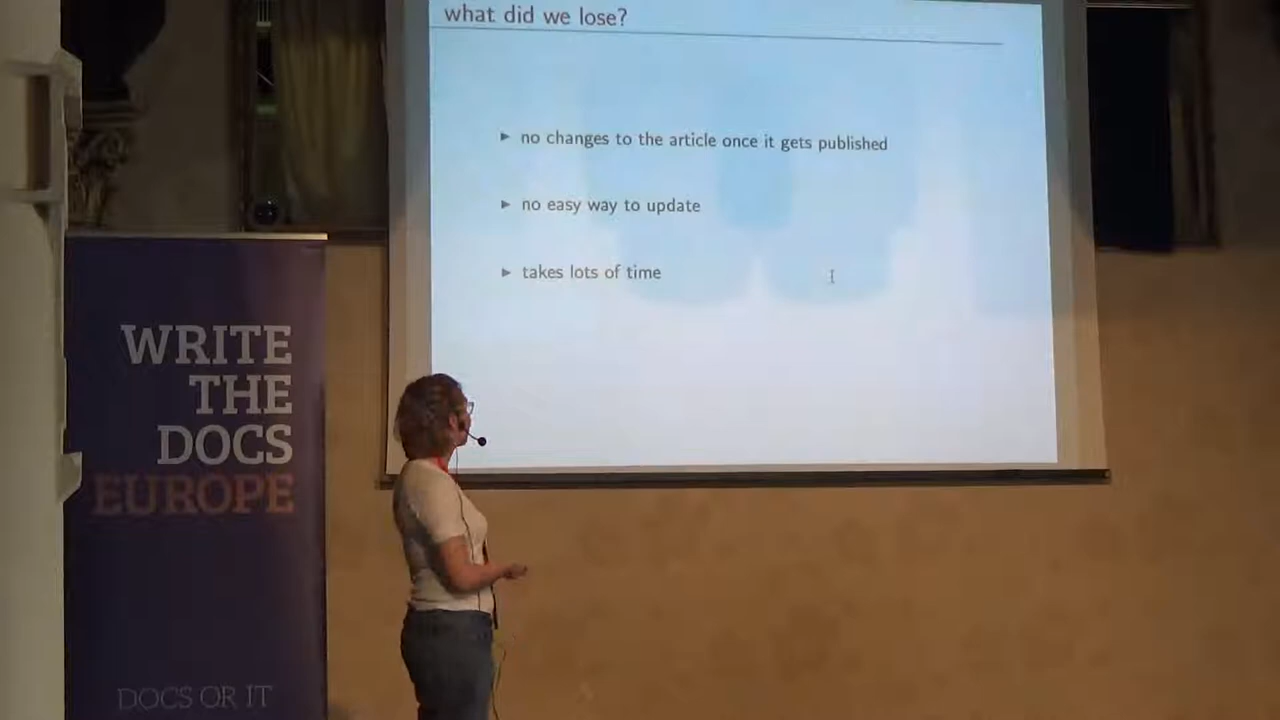 what did we lose?
► no changes to the article once it gets published
► no easy way to update
► takes lots of time
WRITE
THE
DOCS
EUROPE
DOCS OR IT